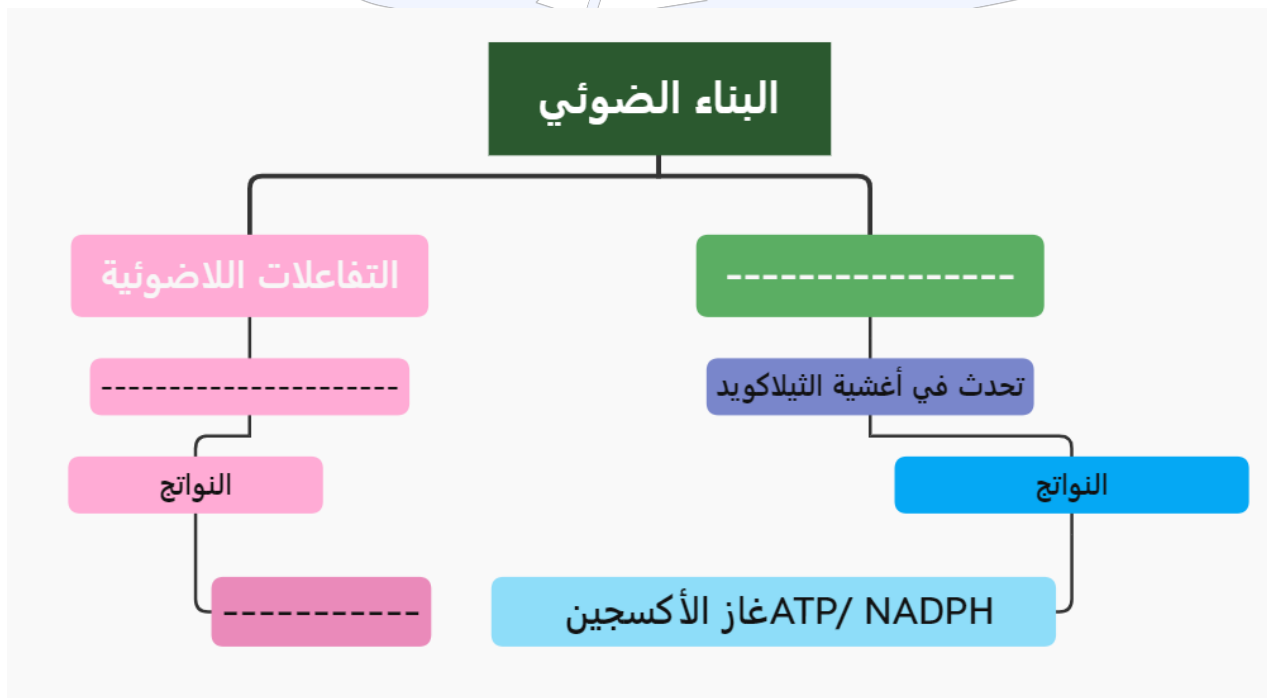 البناء الضوئي
----------------
التفاعلات اللاضوئية
تحدث في أغشية الثيلاكويد
----------------------
النواتج
النواتج
ATP/ NADPHغاز الأكسجين
-----------